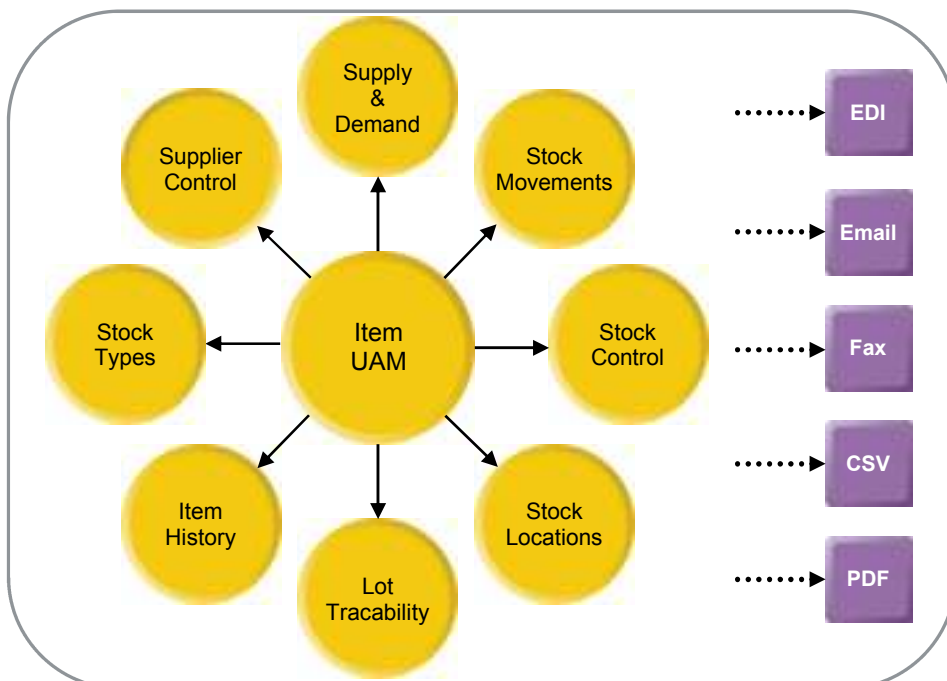 Supply
&
Demand
Stock
Movements
Stock
Control
Stock
Locations
Lot
Tracability
Item
History
Stock
Types
Supplier
Control
Item
UAM
EDI
Email
Fax
CSV
PDF